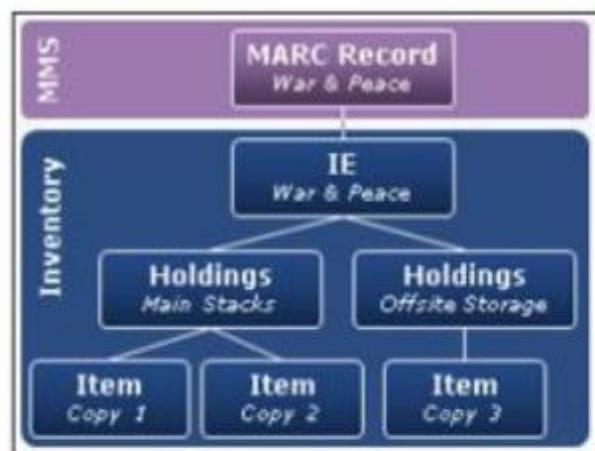 MMS
MARC Record
War & Peace
Inventory
IE
War & Peace
Holdings
Main Stacks
Holdings
Offsite Storage
Item
Copy 1
Item
Copy 2
Item
Copy 3